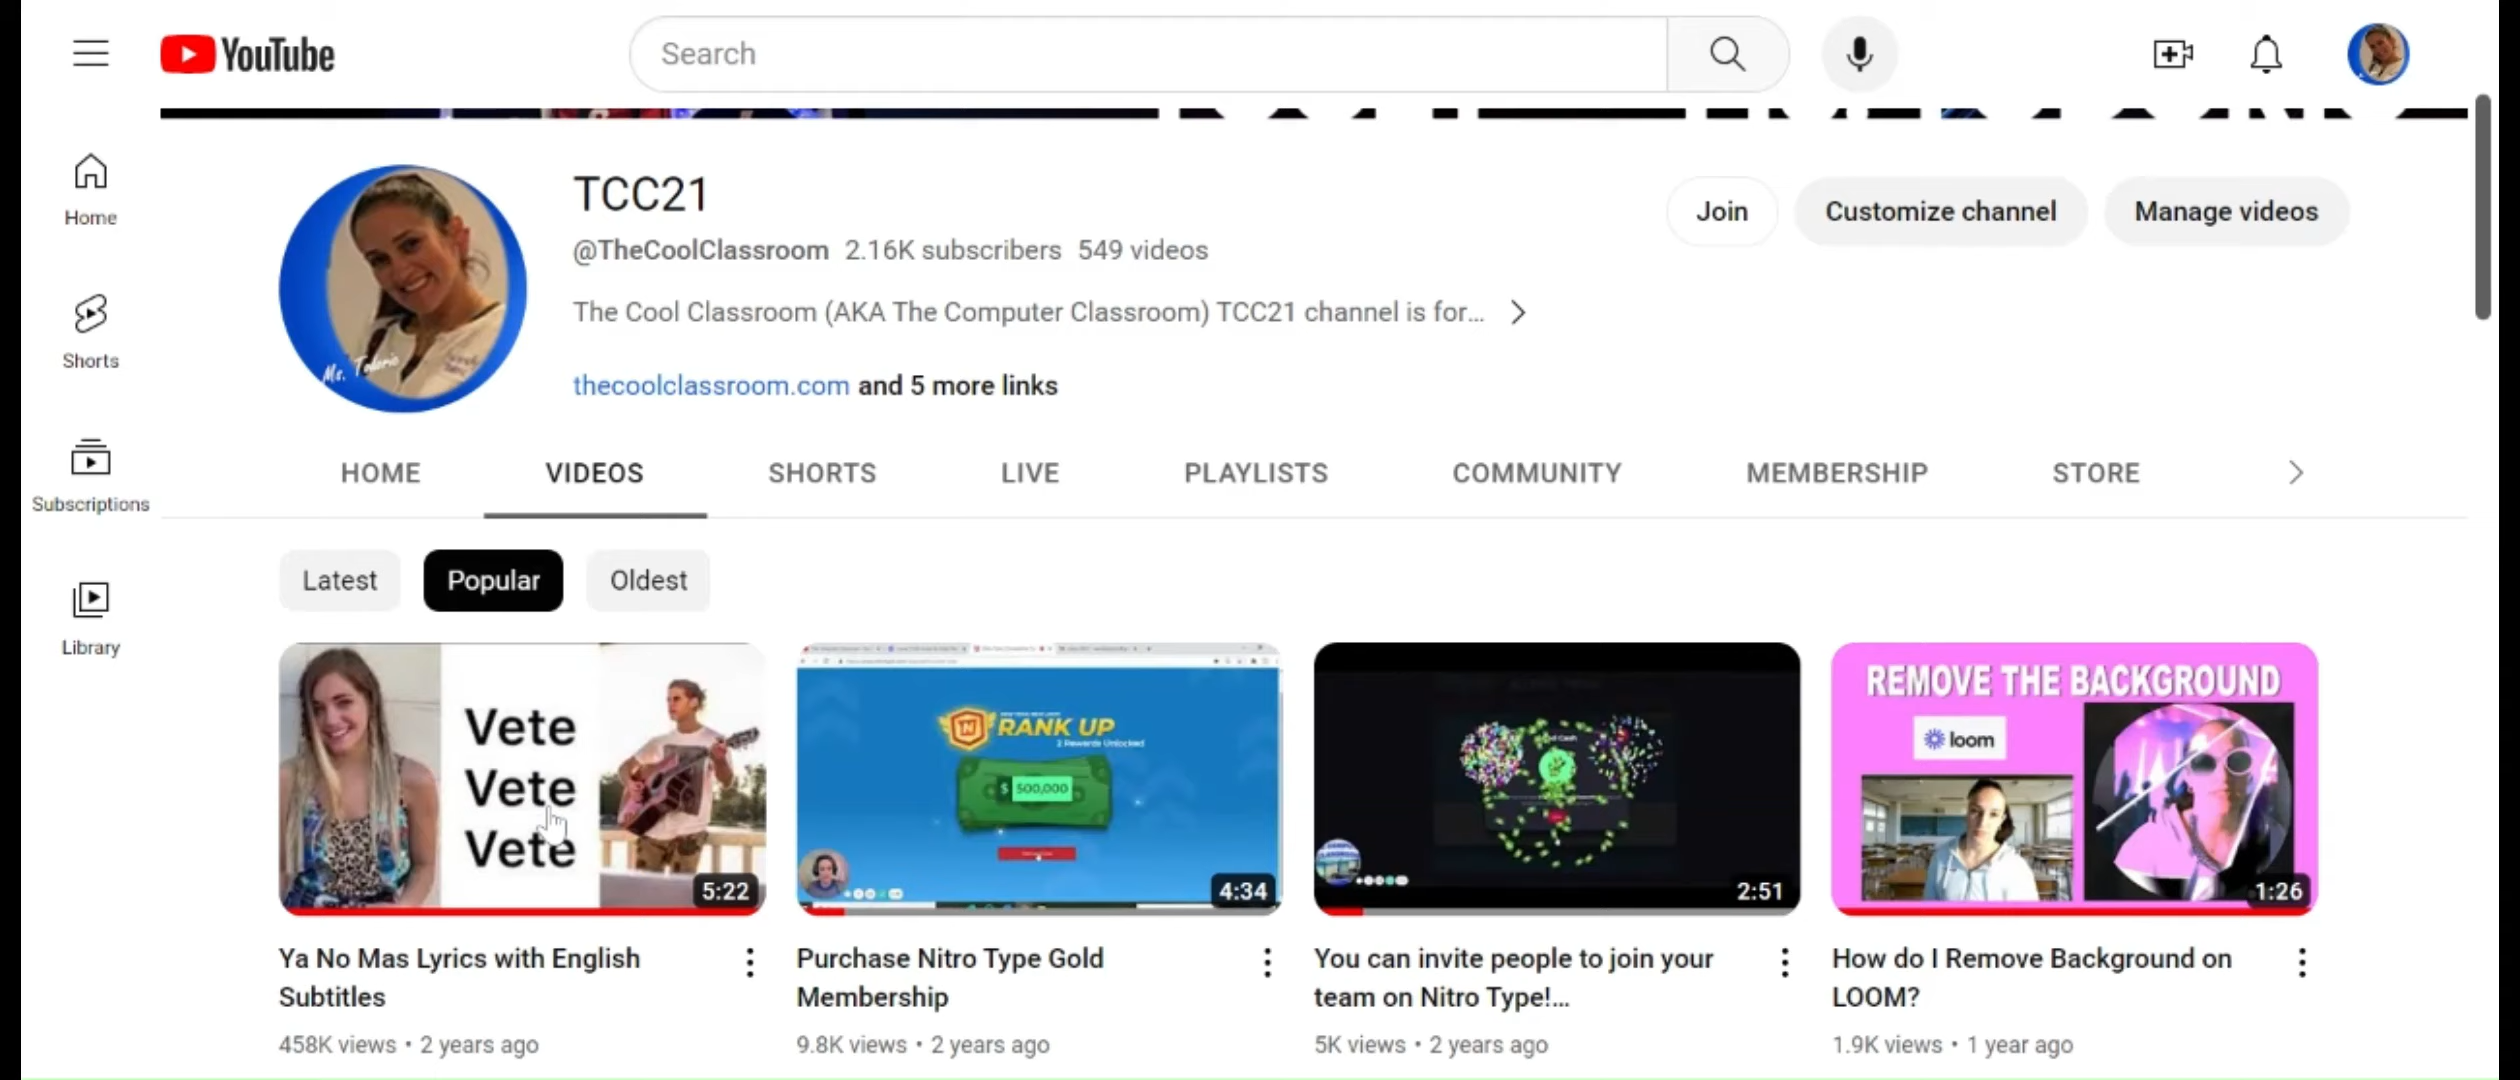 YouTube
Search
Home
Shorts
Subscriptions
Library
TCC21
@TheCoolClassroom 2.16K subscribers 549 videos
The Cool Classroom (AKA The Computer Classroom) TCC21 channel is for...
thecoolclassroom.com and 5 more links
Join
Customize channel
Manage videos
HOME
VIDEOS
SHORTS
LIVE
PLAYLISTS
COMMUNITY
MEMBERSHIP
STORE
Latest
Popular
Oldest
Vete
Vete
Vete
5:22
Ya No Mas Lyrics with English
Subtitles
458K views • 2 years ago
RANK UP
2 Rewards Unlocked
$ 500,000
4:34
Purchase Nitro Type Gold
Membership
9.8K views • 2 years ago
2:51
You can invite people to join your
team on Nitro Type!...
5K views • 2 years ago
REMOVE THE BACKGROUND
loom
1:26
How do I Remove Background on
LOOM?
1.9K views • 1 year ago